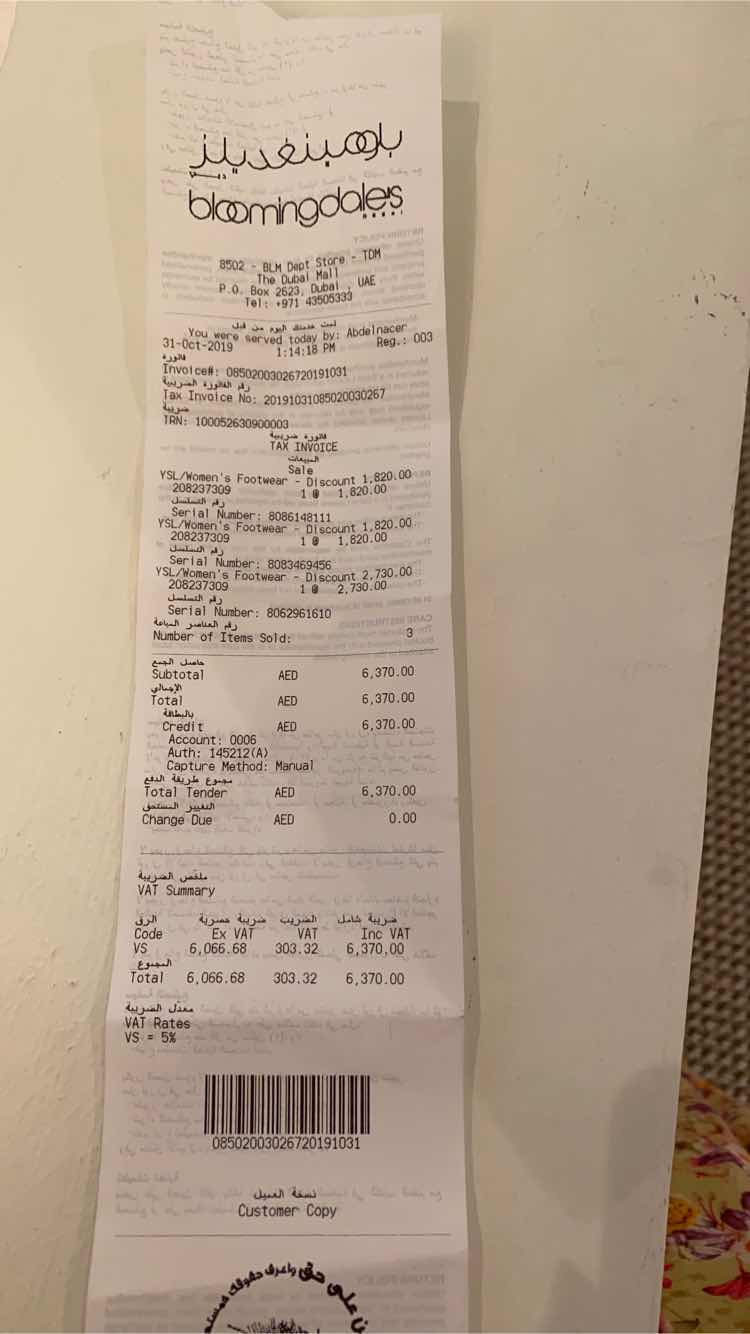 بلومينغديلز
دبي
bloomingdale's
DUBAI
8502 - BLM Dept Store - TDM
The Dubai Mall
P.O. Box 2623, Dubai , UAE
Tel: +971 43505333
تمت خدمتك اليوم من قبل
You were served today by: Abdelnacer
31-Oct-2019 1:14:18 PM Reg.: 003
فاتورة
Invoice#: 08502003026720191031
رقم الفاتورة الضريبية
Tax Invoice No: 20191031085020030267
ضريبة
TRN: 100052630900003
فاتورة ضريبية
TAX INVOICE
المبيعات
Sale
YSL/Women's Footwear - Discount 1,820.00
208237309 1 @ 1,820.00
رقم التسلسل
Serial Number: 8086148111
YSL/Women's Footwear - Discount 1,820.00
208237309 1 @ 1,820.00
رقم التسلسل
Serial Number: 8083469456
YSL/Women's Footwear - Discount 2,730.00
208237309 1 @ 2,730.00
رقم التسلسل
Serial Number: 8062961610
رقم العناصر المباعة
Number of Items Sold: 3
حاصل الجمع
Subtotal AED 6,370.00
الإجمالي
Total AED 6,370.00
بالبطاقة
Credit AED 6,370.00
Account: 0006
Auth: 145212(A)
Capture Method: Manual
مجموع طريقة الدفع
Total Tender AED 6,370.00
التغيير المستحق
Change Due AED 0.00
ملخص الضريبة
VAT Summary
الرق ضريبة حصرية الضريب ضريبة شامل
Code Ex VAT VAT Inc VAT
VS 6,066.68 303.32 6,370.00
المجموع
Total 6,066.68 303.32 6,370.00
معدل الضريبة
VAT Rates
VS = 5%
08502003026720191031
نسخة العميل
Customer Copy
على حق واعرف حقوقك